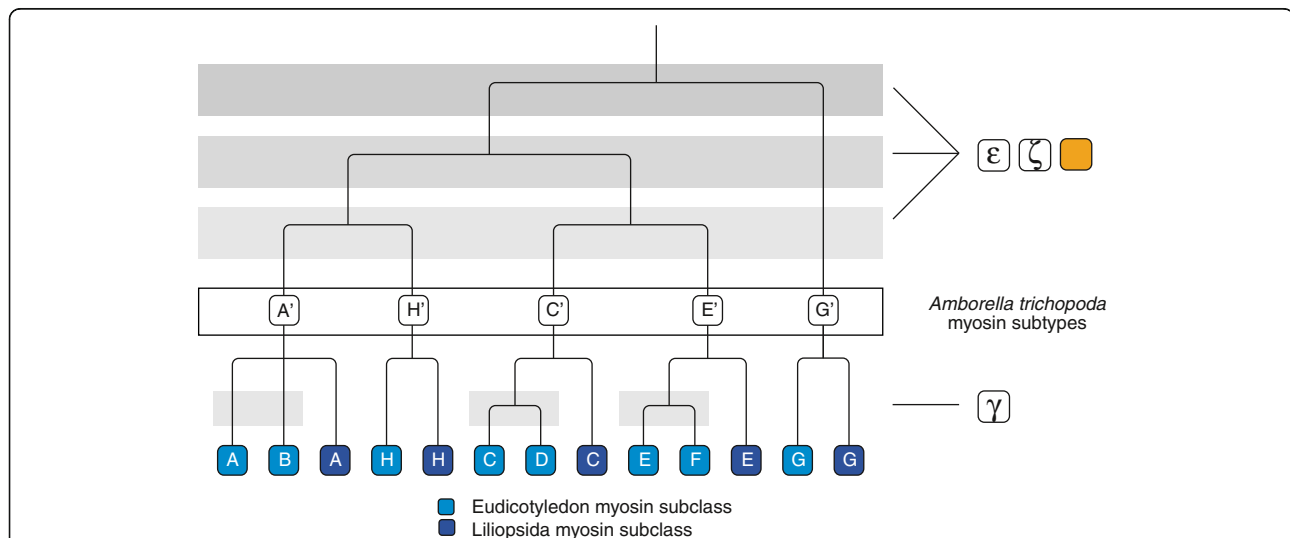 ε ζ
A' H' C' E' G'
Amborella trichopoda
myosin subtypes
γ
A B A H H C D C E F E G G
Eudicotyledon myosin subclass
Liliopsida myosin subclass